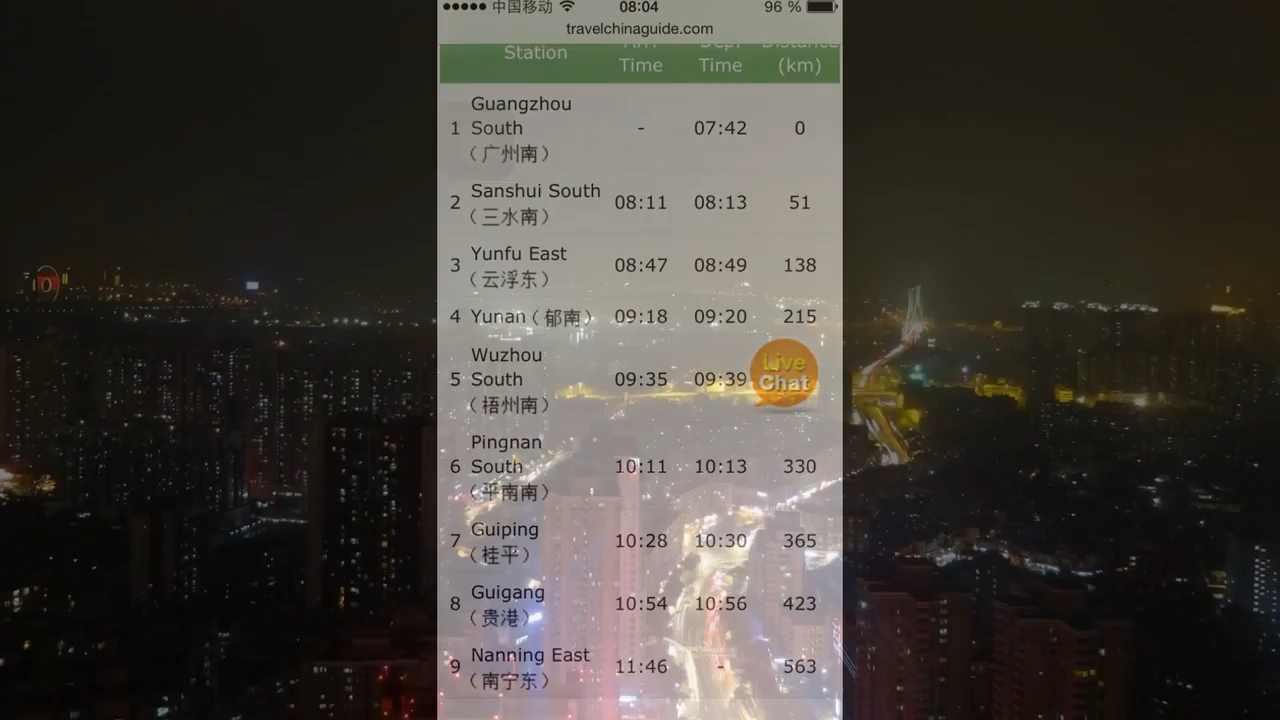 ●●●●● 中国移动 08:04 96 %
travelchinaguide.com
Station Arr. Time Dep. Time Distance (km)
1 Guangzhou South （广州南） - 07:42 0
2 Sanshui South （三水南） 08:11 08:13 51
3 Yunfu East （云浮东） 08:47 08:49 138
4 Yunan（郁南） 09:18 09:20 215
5 Wuzhou South （梧州南） 09:35 09:39
Live Chat
6 Pingnan South （平南南） 10:11 10:13 330
7 Guiping （桂平） 10:28 10:30 365
8 Guigang （贵港） 10:54 10:56 423
9 Nanning East （南宁东） 11:46 - 563